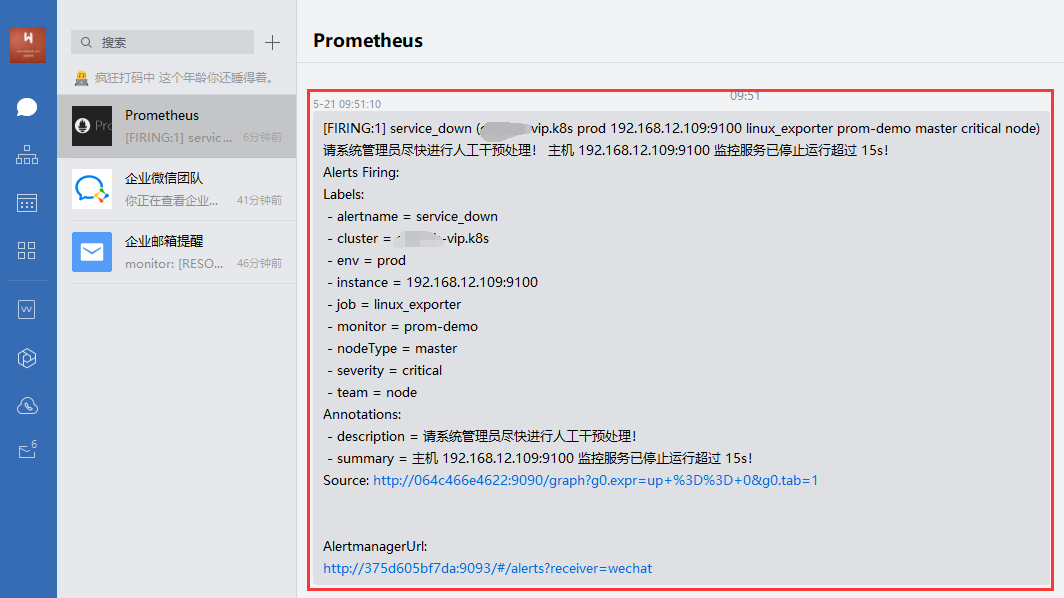 搜索
疯狂打码中 这个年龄你还睡得着。
Prometheus
[FIRING:1] servic... 6分钟前
企业微信团队
你正在查看企业... 41分钟前
企业邮箱提醒
monitor: [RESO... 46分钟前
6
Prometheus
09:51
5-21 09:51:10
[FIRING:1] service_down ( vip.k8s prod 192.168.12.109:9100 linux_exporter prom-demo master critical node)
请系统管理员尽快进行人工干预处理! 主机 192.168.12.109:9100 监控服务已停止运行超过 15s!
Alerts Firing:
Labels:
- alertname = service_down
- cluster = -vip.k8s
- env = prod
- instance = 192.168.12.109:9100
- job = linux_exporter
- monitor = prom-demo
- nodeType = master
- severity = critical
- team = node
Annotations:
- description = 请系统管理员尽快进行人工干预处理!
- summary = 主机 192.168.12.109:9100 监控服务已停止运行超过 15s!
Source: http://064c466e4622:9090/graph?g0.expr=up+%3D%3D+0&g0.tab=1
AlertmanagerUrl:
http://375d605bf7da:9093/#/alerts?receiver=wechat